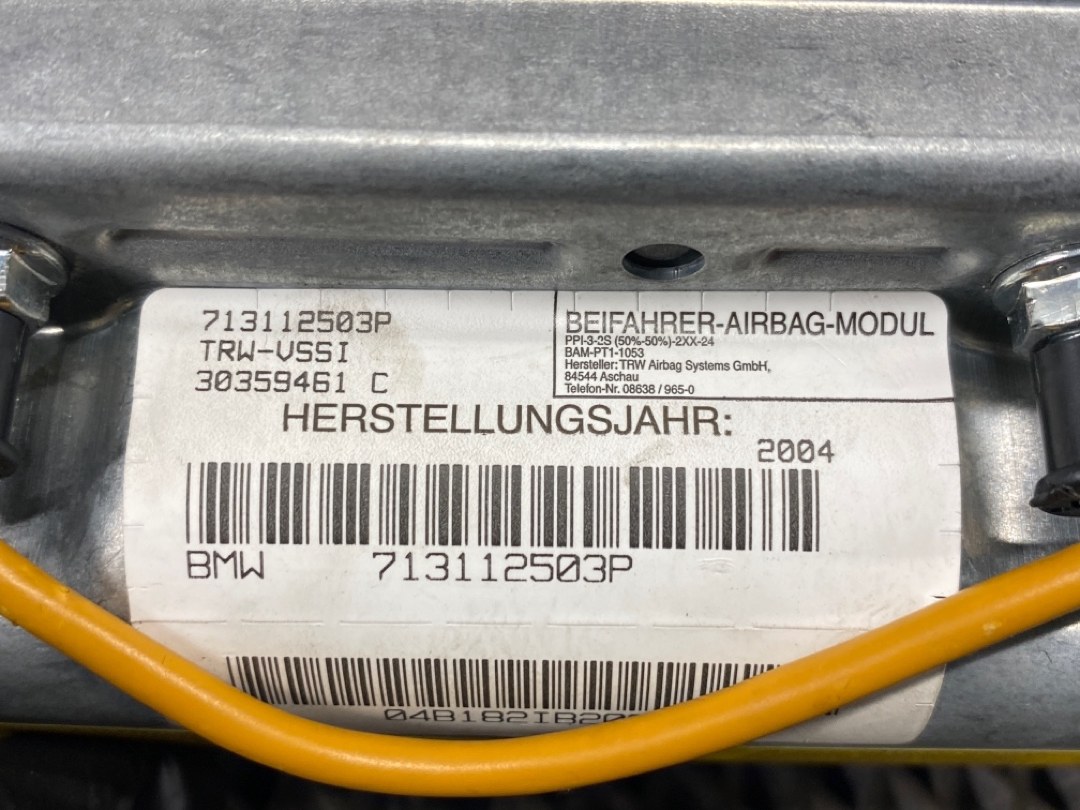 713112503P
TRW-VSSI
30359461 C
BEIFAHRER-AIRBAG-MODUL
PPI-3-2S (50%-50%)-2XX-24
BAM-PT1-1053
Hersteller: TRW Airbag Systems GmbH,
84544 Aschau
Telefon-Nr. 08638 / 965-0
HERSTELLUNGSJAHR:
2004
BMW 713112503P